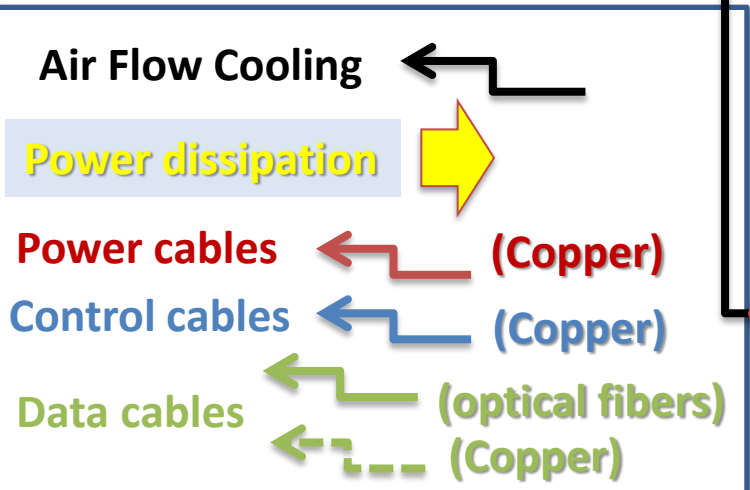 Air Flow Cooling
Power dissipation
Power cables (Copper)
Control cables (Copper)
Data cables (optical fibers)
(Copper)